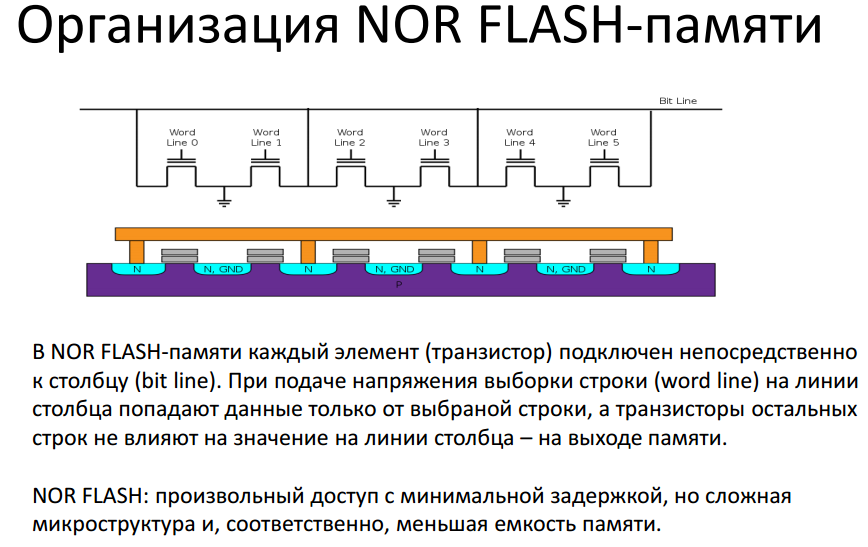 Организация NOR FLASH-памяти
Bit Line
Word Line 0
Word Line 1
Word Line 2
Word Line 3
Word Line 4
Word Line 5
N
N, GND
N
N, GND
N
N, GND
N
P
В NOR FLASH-памяти каждый элемент (транзистор) подключен непосредственно
к столбцу (bit line). При подаче напряжения выборки строки (word line) на линии
столбца попадают данные только от выбраной строки, а транзисторы остальных
строк не влияют на значение на линии столбца – на выходе памяти.
NOR FLASH: произвольный доступ с минимальной задержкой, но сложная
микроструктура и, соответственно, меньшая емкость памяти.